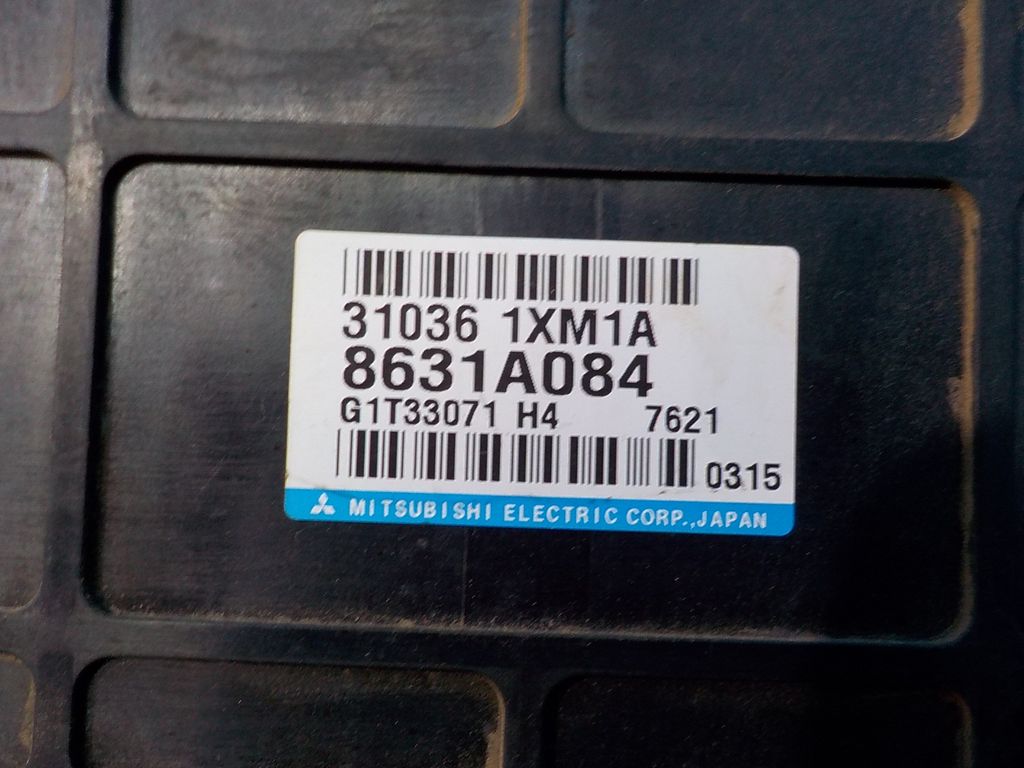 31036 1XM1A
8631A084
G1T33071 H4 7621
0315
MITSUBISHI ELECTRIC CORP.,JAPAN